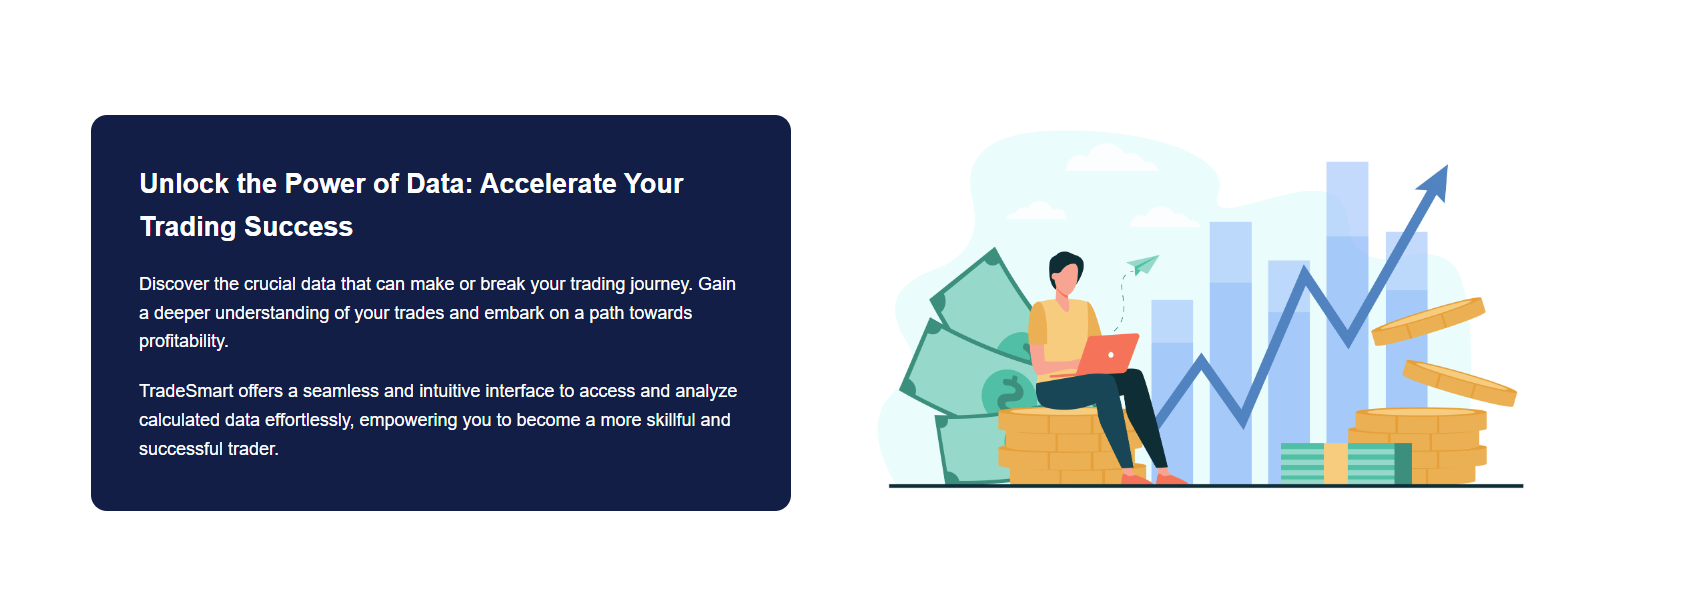 Unlock the Power of Data: Accelerate Your
Trading Success
Discover the crucial data that can make or break your trading journey. Gain
a deeper understanding of your trades and embark on a path towards
profitability.
TradeSmart offers a seamless and intuitive interface to access and analyze
calculated data effortlessly, empowering you to become a more skillful and
successful trader.